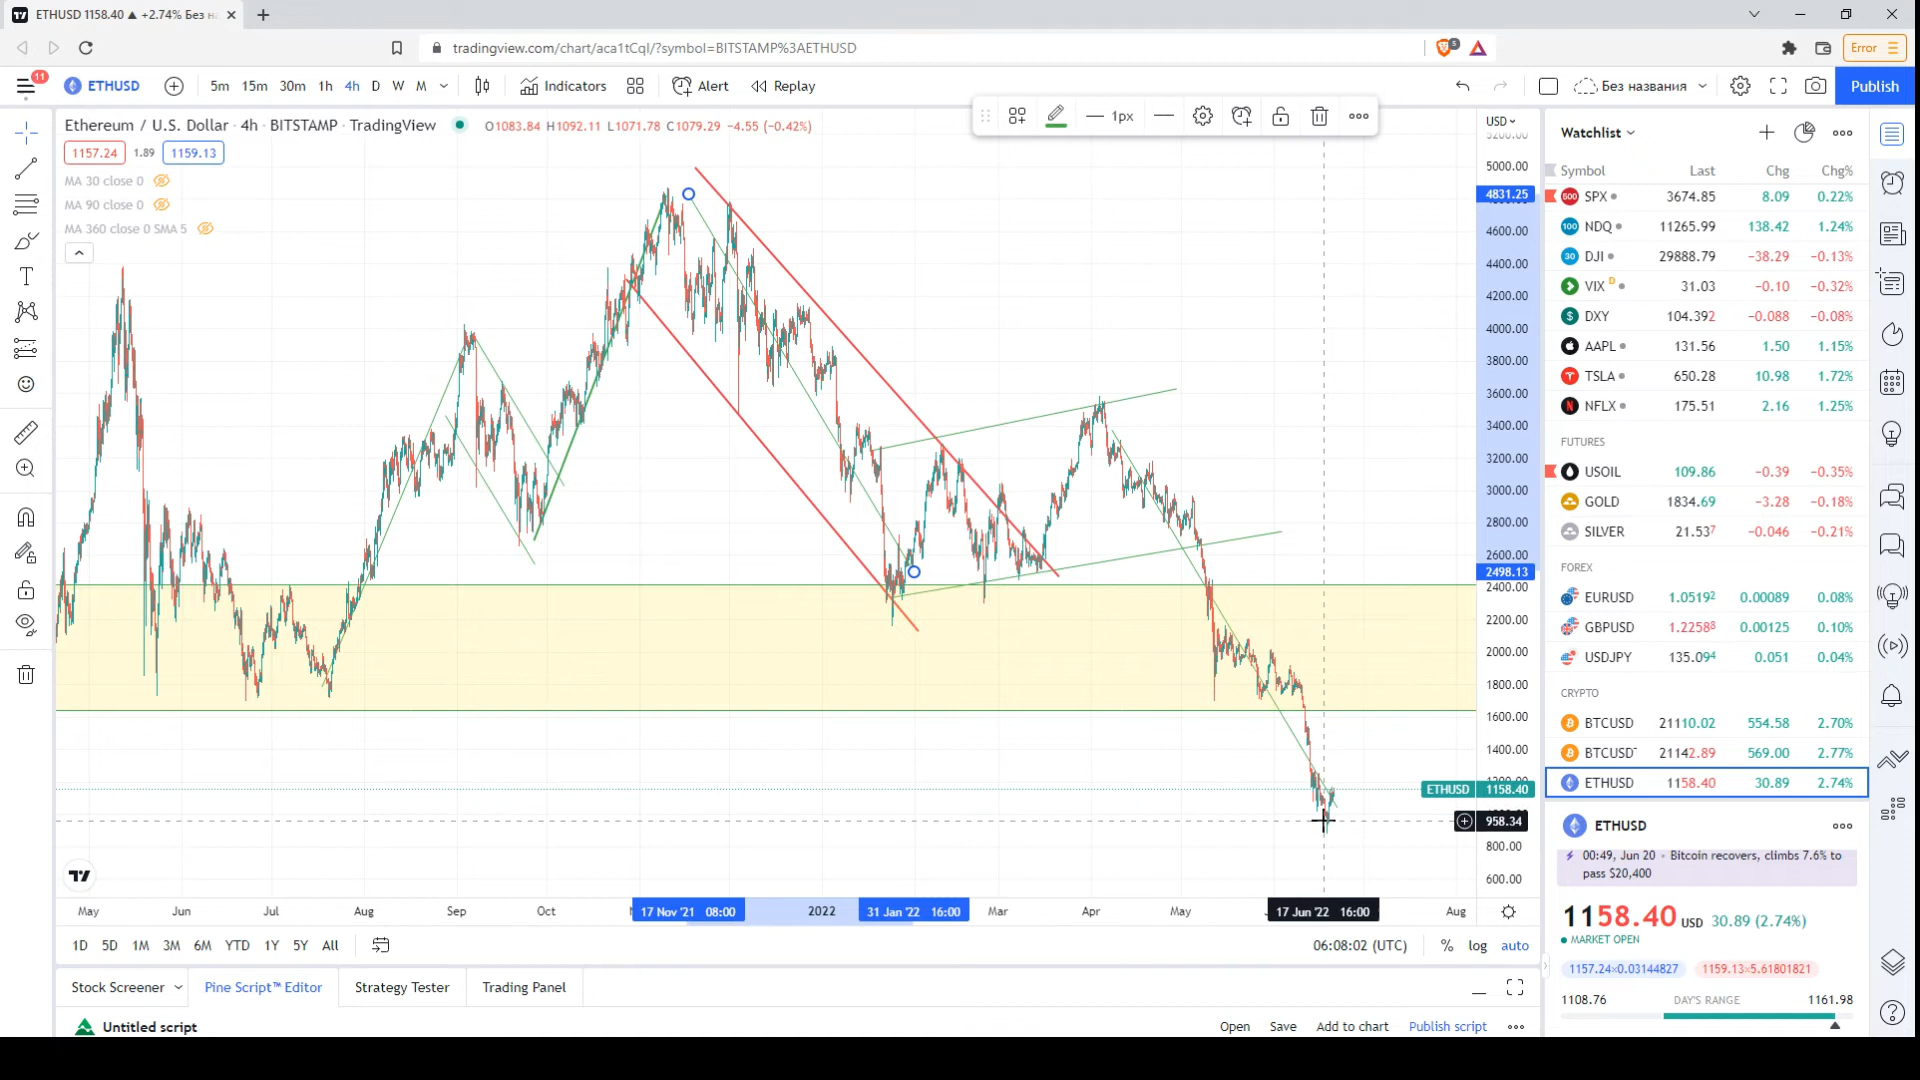 ETHUSD 1158.40 ▲ +2.74% Без на
tradingview.com/chart/aca1tCqI/?symbol=BITSTAMP%3AETHUSD
5
Error
11
ETHUSD
5m 15m 30m 1h 4h D W M
Indicators
Alert
Replay
Без названия
Publish
Ethereum / U.S. Dollar · 4h · BITSTAMP · TradingView
O1083.84 H1092.11 L1071.78 C1079.29 −4.55 (−0.42%)
1157.24 1.89 1159.13
MA 30 close 0
MA 90 close 0
MA 360 close 0 SMA 5
1px
USD
5200.00
5000.00
4831.25
4600.00
4400.00
4200.00
4000.00
3800.00
3600.00
3400.00
3200.00
3000.00
2800.00
2600.00
2498.13
2400.00
2200.00
2000.00
1800.00
1600.00
1400.00
1200.00
ETHUSD 1158.40
958.34
800.00
600.00
May Jun Jul Aug Sep Oct 17 Nov '21 08:00 2022 31 Jan '22 16:00 Mar Apr May 17 Jun '22 16:00 Aug
1D 5D 1M 3M 6M YTD 1Y 5Y All
06:08:02 (UTC) % log auto
Stock Screener Pine Script™ Editor Strategy Tester Trading Panel
Untitled script
Open Save Add to chart Publish script
Watchlist
Symbol Last Chg Chg%
500 SPX 3674.85 8.09 0.22%
100 NDQ 11265.99 138.42 1.24%
30 DJI 29888.79 −38.29 −0.13%
VIX D 31.03 −0.10 −0.32%
$ DXY 104.392 −0.088 −0.08%
AAPL 131.56 1.50 1.15%
TSLA 650.28 10.98 1.72%
NFLX 175.51 2.16 1.25%
FUTURES
USOIL 109.86 −0.39 −0.35%
GOLD 1834.69 −3.28 −0.18%
SILVER 21.537 −0.046 −0.21%
FOREX
EURUSD 1.05192 0.00089 0.08%
GBPUSD 1.22588 0.00125 0.10%
USDJPY 135.094 0.051 0.04%
CRYPTO
BTCUSD 21110.02 554.58 2.70%
BTCUSD 21142.89 569.00 2.77%
ETHUSD 1158.40 30.89 2.74%
ETHUSD
00:49, Jun 20 • Bitcoin recovers, climbs 7.6% to
pass $20,400
1158.40 USD 30.89 (2.74%)
MARKET OPEN
1157.24×0.03144827 1159.13×5.61801821
1108.76 DAY'S RANGE 1161.98